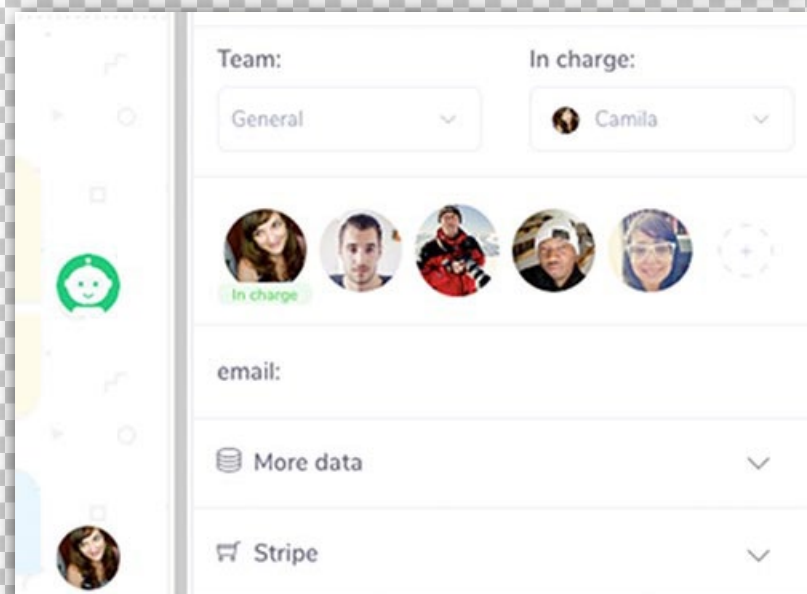 Team:
In charge:
General
Camila
In charge
email:
More data
Stripe